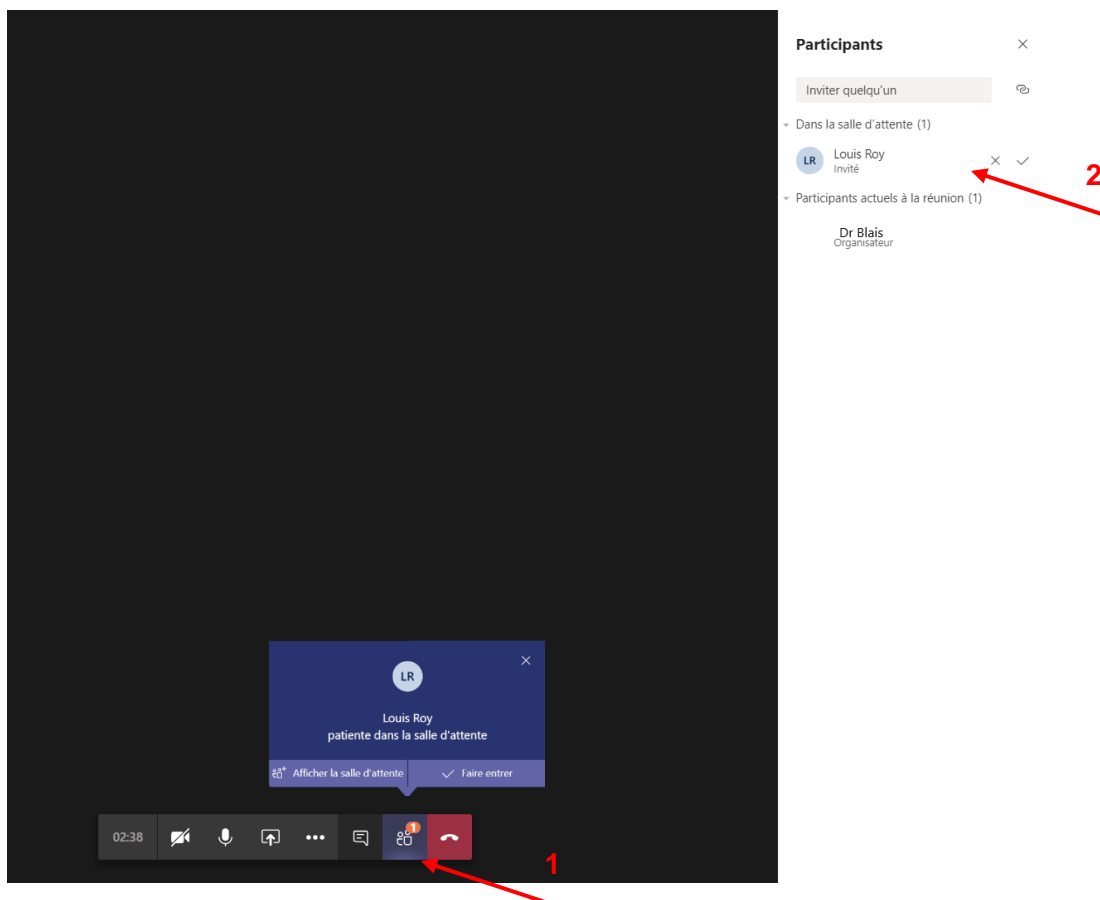 Participants
Inviter quelqu'un
Dans la salle d'attente (1)
LR
Louis Roy
Invité
2
Participants actuels à la réunion (1)
Dr Blais
Organisateur
LR
Louis Roy
patiente dans la salle d'attente
Afficher la salle d'attente
Faire entrer
02:38
1
1